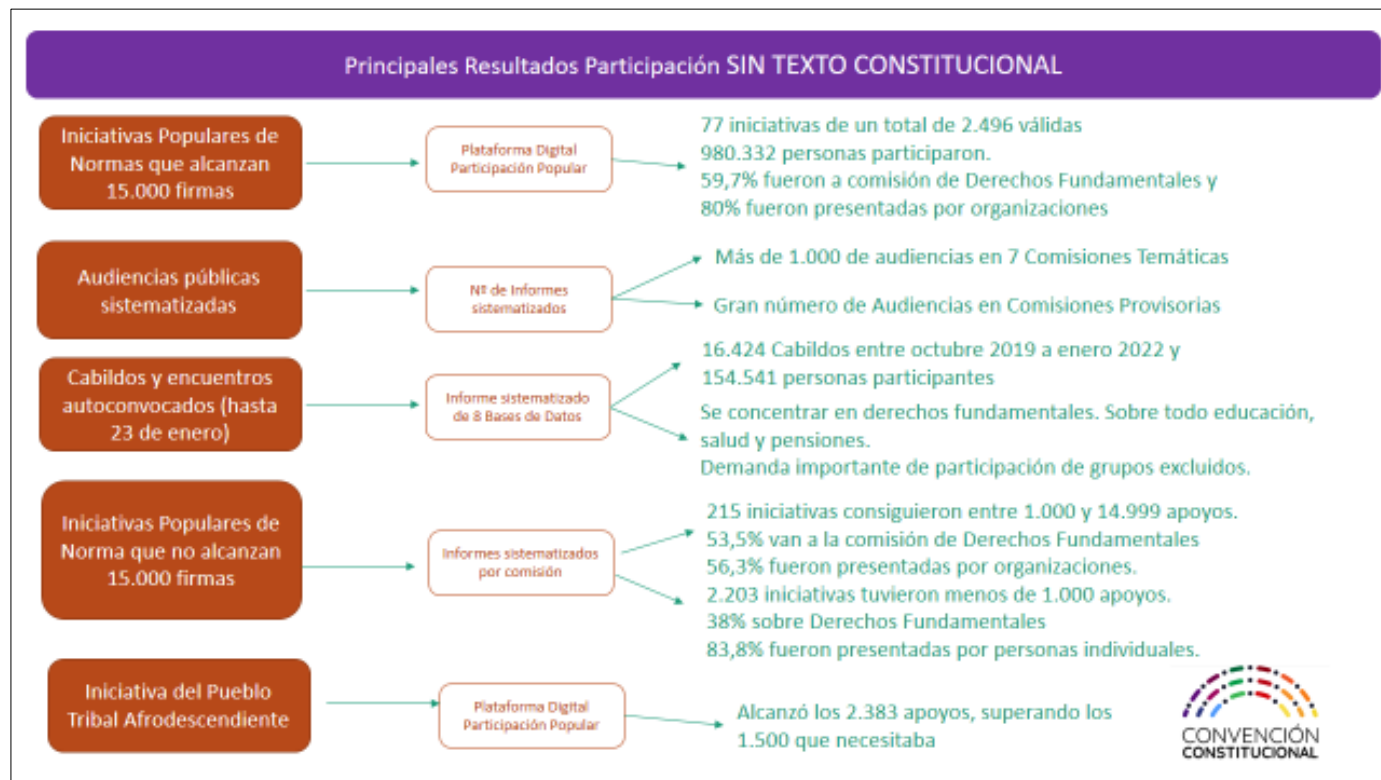 Principales Resultados Participación SIN TEXTO CONSTITUCIONAL
Iniciativas Populares de
Normas que alcanzan
15.000 firmas
Plataforma Digital
Participación Popular
77 iniciativas de un total de 2.496 válidas
980.332 personas participaron.
59,7% fueron a comisión de Derechos Fundamentales y
80% fueron presentadas por organizaciones
Audiencias públicas
sistematizadas
Nº de Informes
sistematizados
Más de 1.000 de audiencias en 7 Comisiones Temáticas
Gran número de Audiencias en Comisiones Provisorias
Cabildos y encuentros
autoconvocados (hasta
23 de enero)
Informe sistematizado
de 8 Bases de Datos
16.424 Cabildos entre octubre 2019 a enero 2022 y
154.541 personas participantes
Se concentrar en derechos fundamentales. Sobre todo educación,
salud y pensiones.
Demanda importante de participación de grupos excluidos.
Iniciativas Populares de
Norma que no alcanzan
15.000 firmas
Informes sistematizados
por comisión
215 iniciativas consiguieron entre 1.000 y 14.999 apoyos.
53,5% van a la comisión de Derechos Fundamentales
56,3% fueron presentadas por organizaciones.
2.203 iniciativas tuvieron menos de 1.000 apoyos.
38% sobre Derechos Fundamentales
83,8% fueron presentadas por personas individuales.
Iniciativa del Pueblo
Tribal Afrodescendiente
Plataforma Digital
Participación Popular
Alcanzó los 2.383 apoyos, superando los
1.500 que necesitaba
CONVENCIÓN
CONSTITUCIONAL